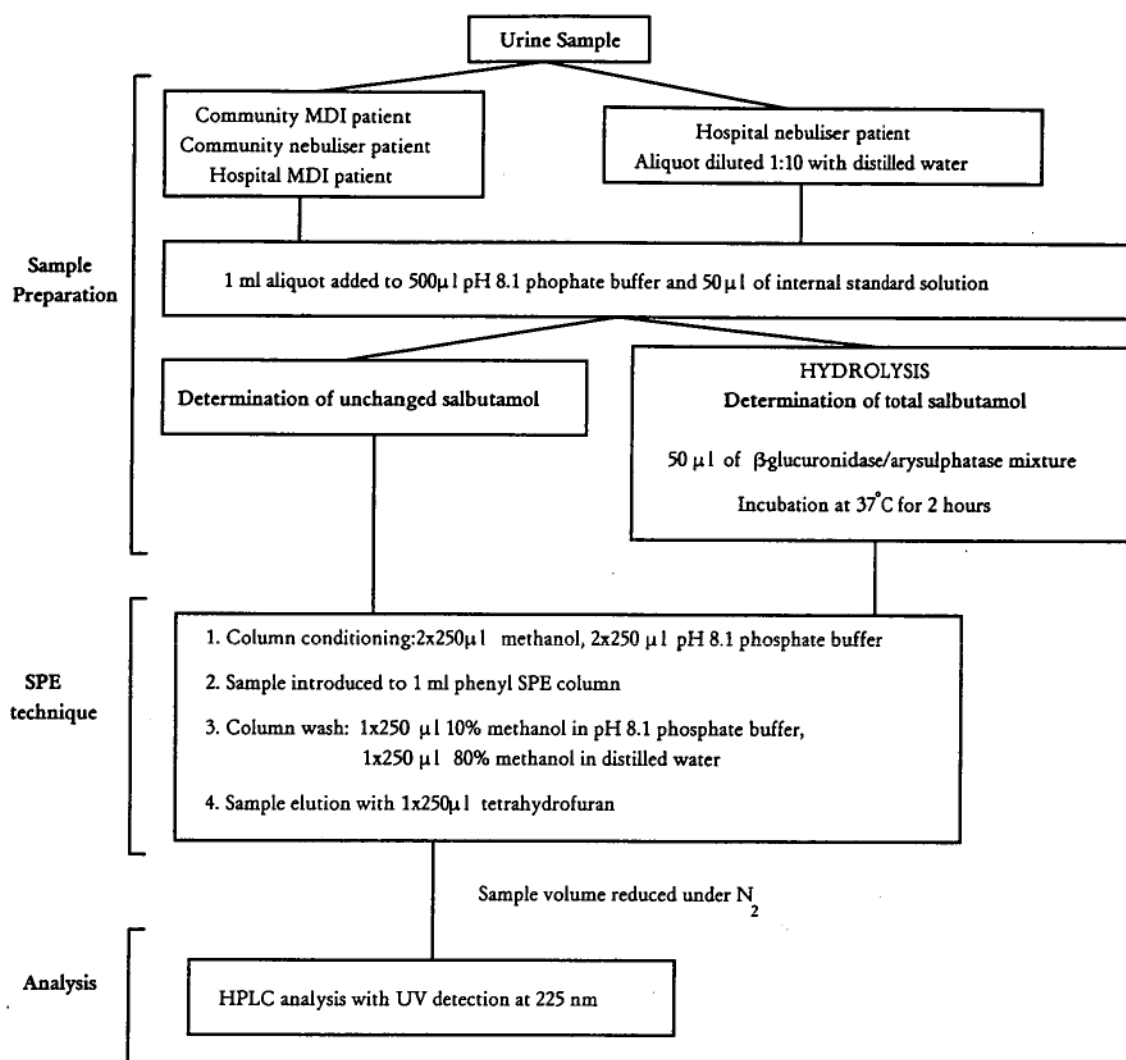 Urine Sample
Community MDI patient
Community nebuliser patient
Hospital MDI patient
Hospital nebuliser patient
Aliquot diluted 1:10 with distilled water
Sample
Preparation
1 ml aliquot added to 500μl pH 8.1 phophate buffer and 50μl of internal standard solution
Determination of unchanged salbutamol
HYDROLYSIS
Determination of total salbutamol
50 μl of β-glucuronidase/arysulphatase mixture
Incubation at 37°C for 2 hours
SPE
technique
1. Column conditioning:2x250μl methanol, 2x250 μl pH 8.1 phosphate buffer
2. Sample introduced to 1 ml phenyl SPE column
3. Column wash: 1x250 μl 10% methanol in pH 8.1 phosphate buffer,
1x250 μl 80% methanol in distilled water
4. Sample elution with 1x250μl tetrahydrofuran
Sample volume reduced under N2
Analysis
HPLC analysis with UV detection at 225 nm